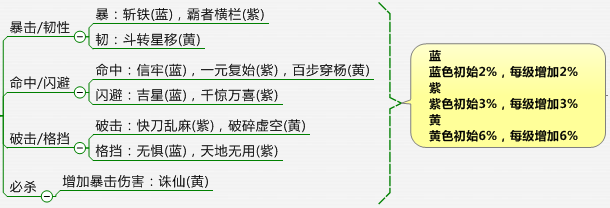 暴击/韧性
暴：斩铁(蓝)，霸者横栏(紫)
韧：斗转星移(黄)
命中/闪避
命中：信牢(蓝)，一元复始(紫)，百步穿杨(黄)
闪避：吉星(蓝)，千惊万喜(紫)
破击/格挡
破击：快刀乱麻(紫)，破碎虚空(黄)
格挡：无惧(蓝)，天地无用(紫)
必杀
增加暴击伤害：诛仙(黄)
蓝
蓝色初始2%，每级增加2%
紫
紫色初始3%，每级增加3%
黄
黄色初始6%，每级增加6%